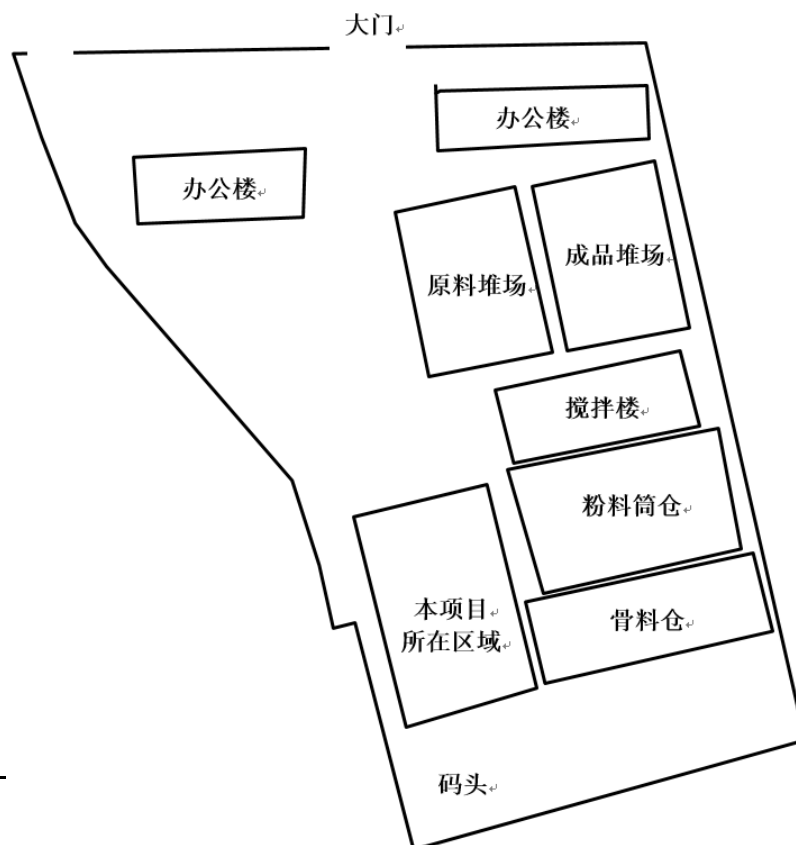 大门
办公楼
办公楼
成品堆场
原料堆场
搅拌楼
粉料筒仓
本项目
所在区域
骨料仓
码头